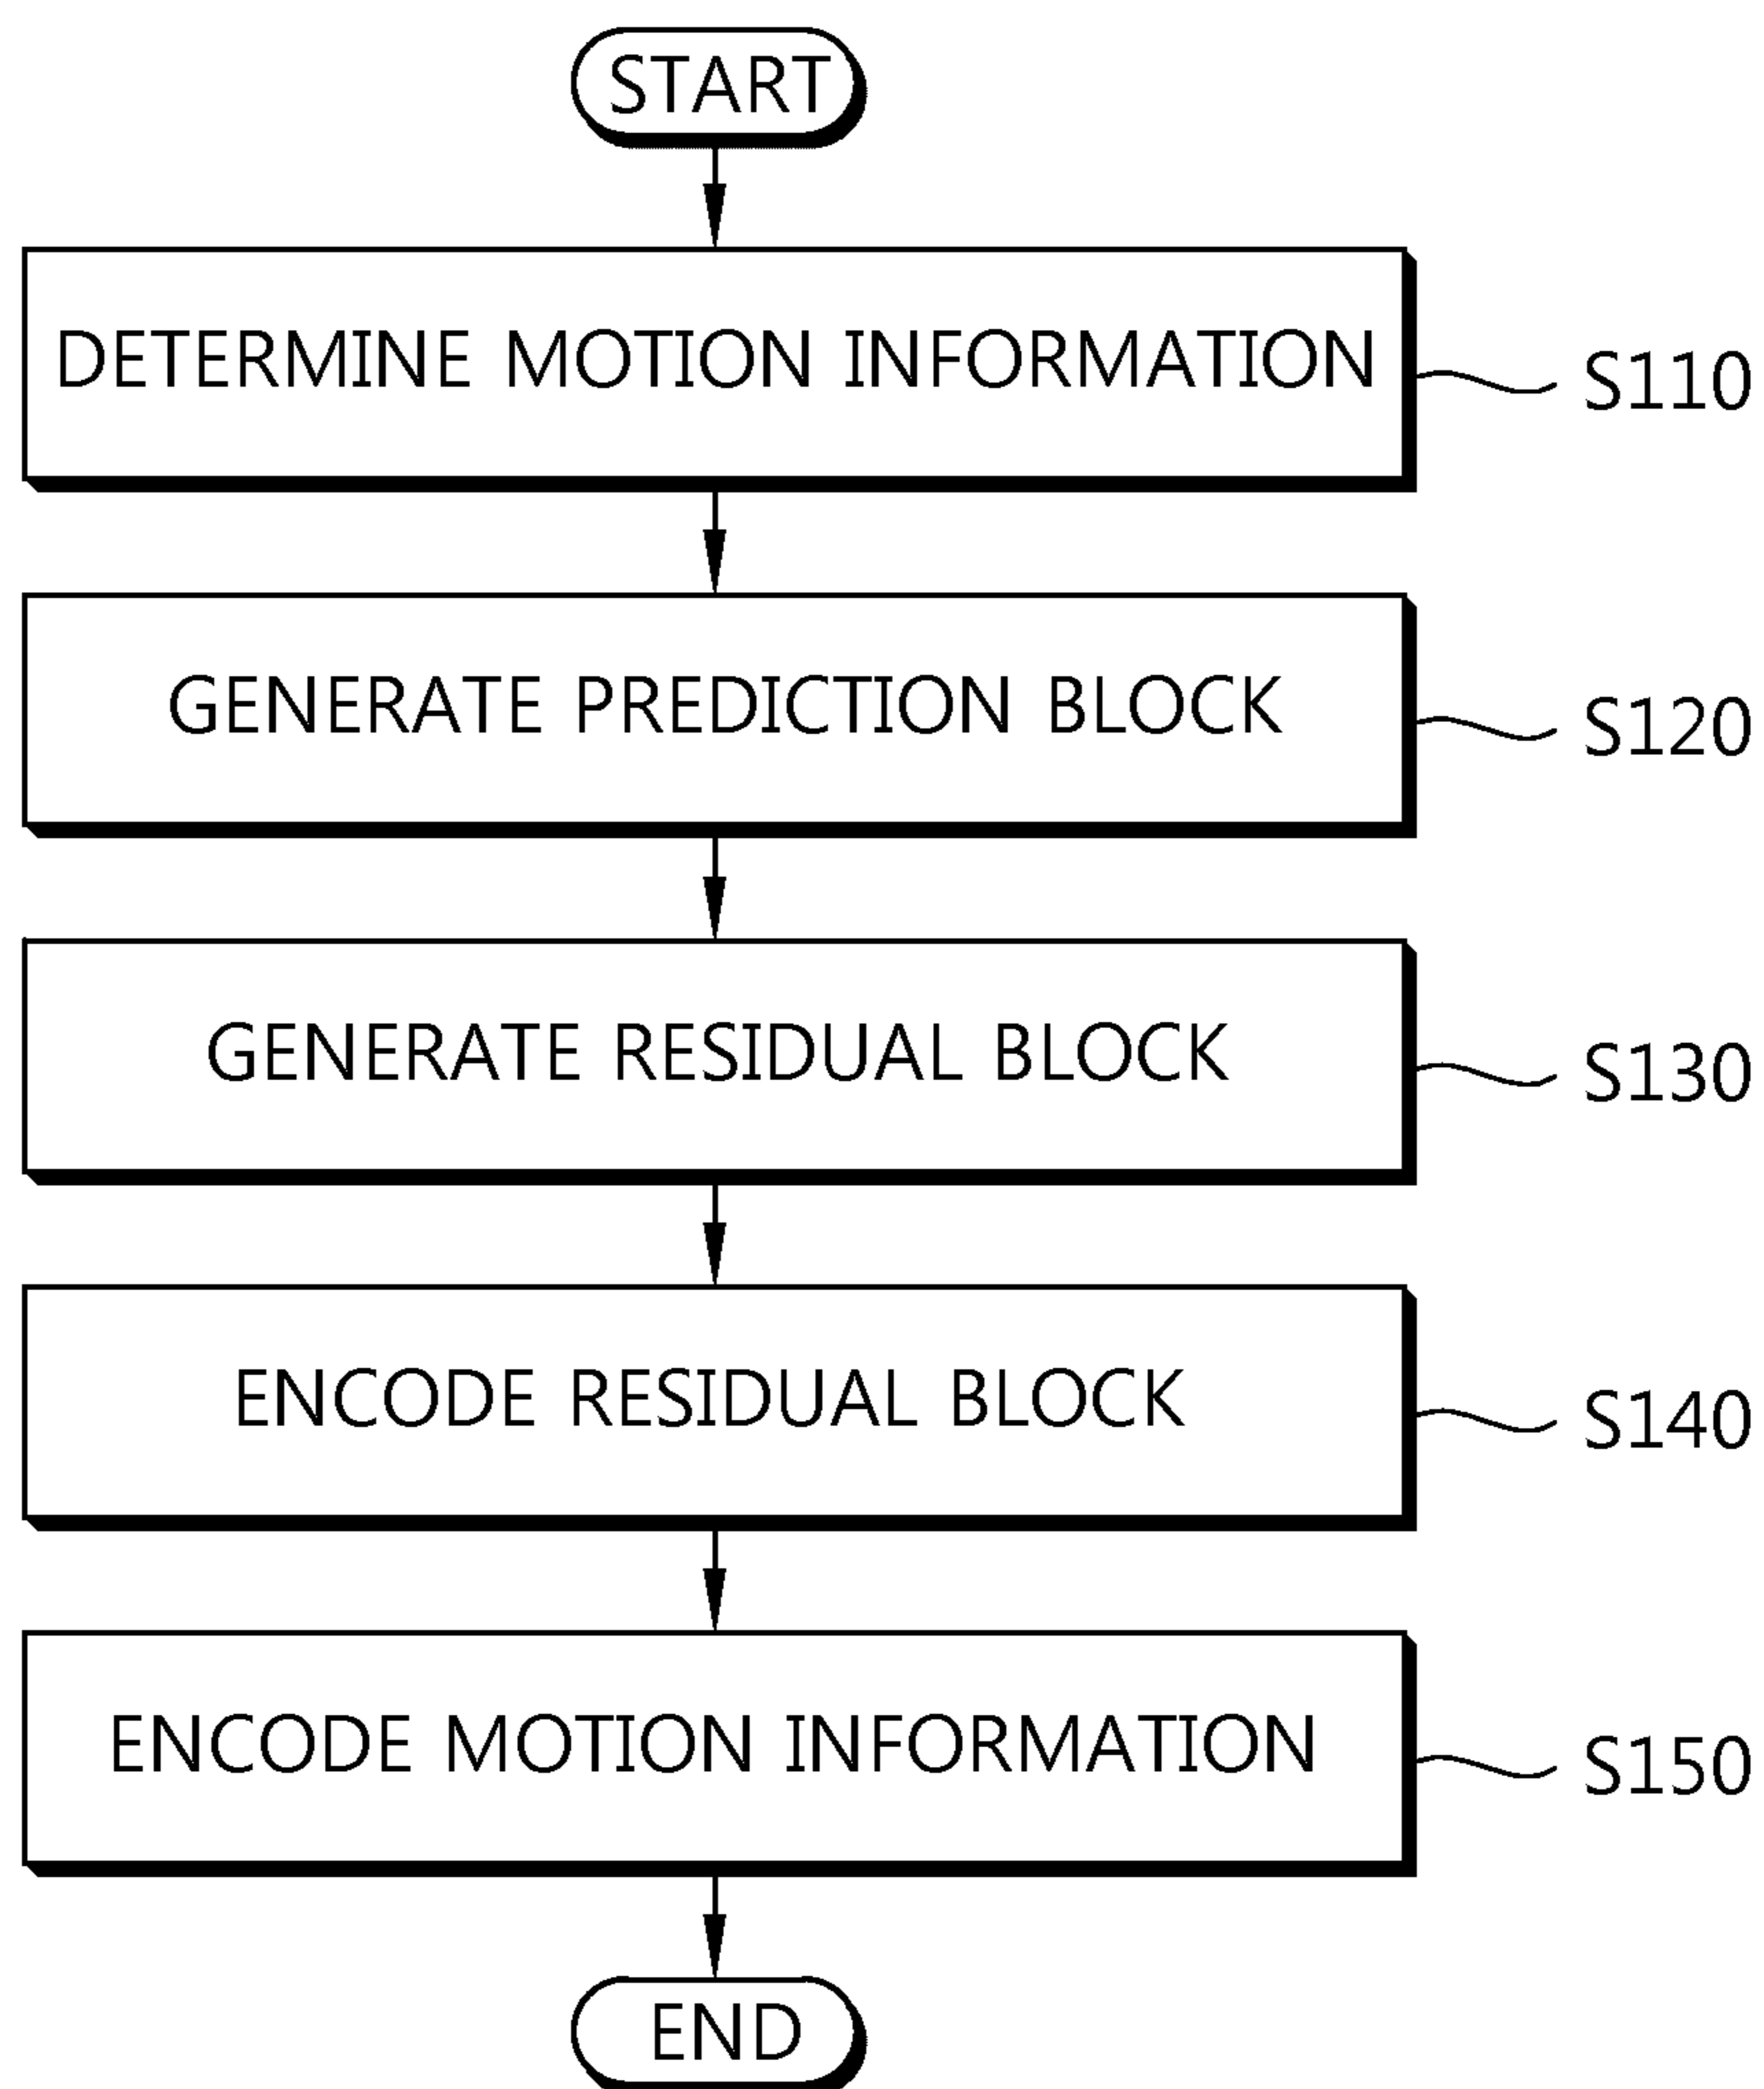 START
DETERMINE MOTION INFORMATION
S110
GENERATE PREDICTION BLOCK
S120
GENERATE RESIDUAL BLOCK
S130
ENCODE RESIDUAL BLOCK
S140
ENCODE MOTION INFORMATION
S150
END